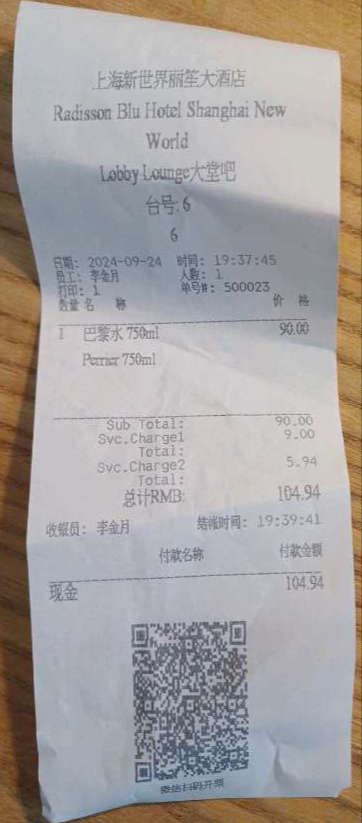 上海新世界丽笙大酒店
Radisson Blu Hotel Shanghai New
World
Lobby Lounge大堂吧
台号: 6
6
日期: 2024-09-24 时间: 19:37:45
员工: 李金月 人数: 1
打印: 1 单号#: 500023
数量 名 称 价 格
1 巴黎水 750ml 90.00
Perrier 750ml
Sub Total: 90.00
Svc.Charge1 9.00
Total:
Svc.Charge2 5.94
Total:
总计RMB: 104.94
收银员: 李金月 结帐时间: 19:39:41
付款名称 付款金额
现金 104.94
微信扫码开票